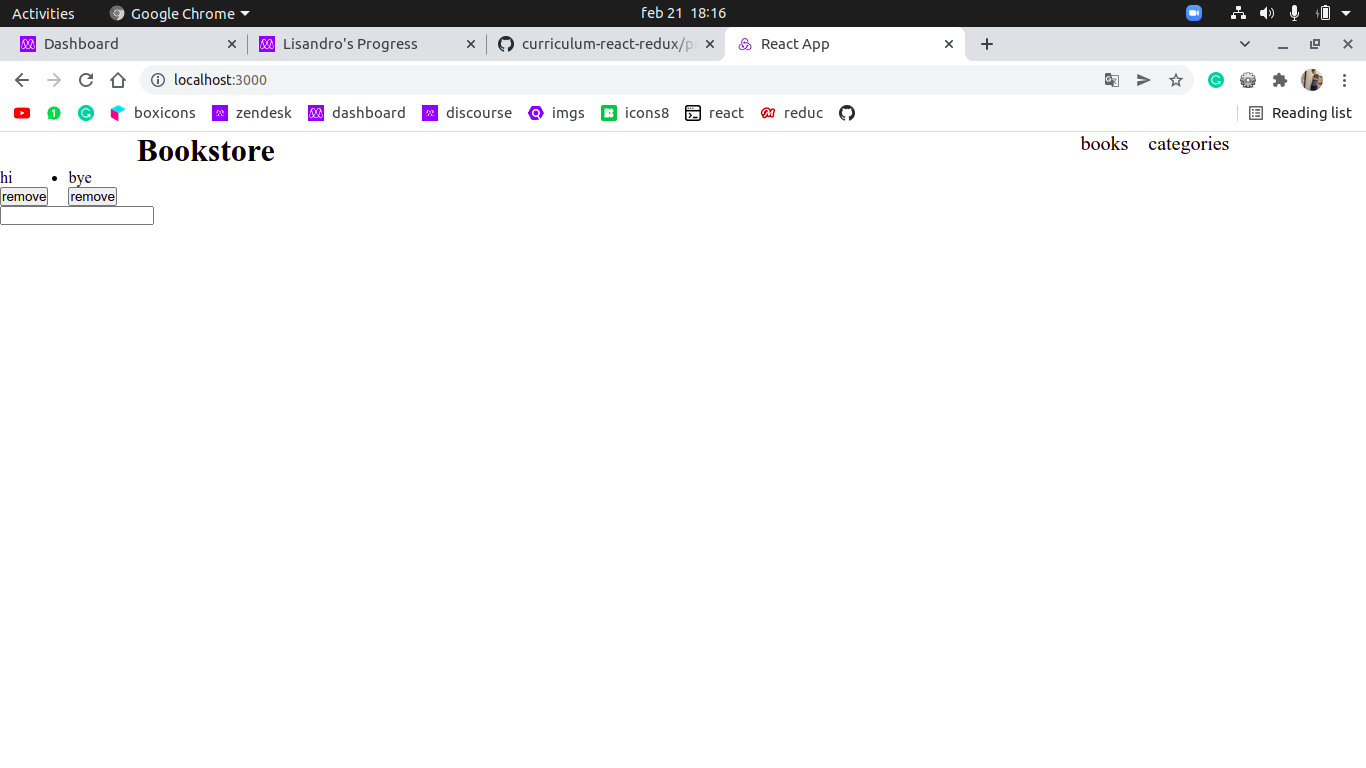 Activities Google Chrome feb 21 18:16
Dashboard Lisandro's Progress curriculum-react-redux/p React App
localhost:3000
1 boxicons zendesk dashboard discourse imgs icons8 react reduc Reading list
Bookstore books categories
hi bye
remove remove